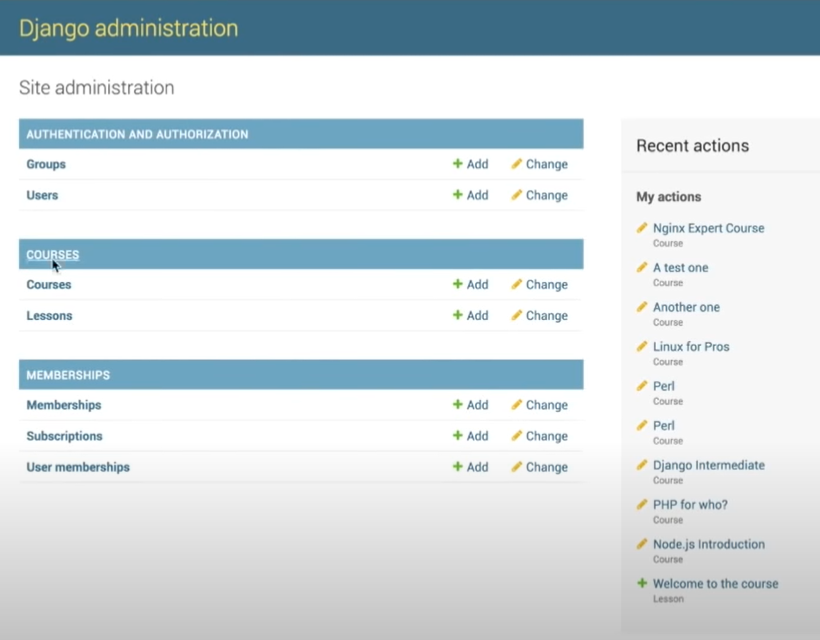 Django administration
Site administration
AUTHENTICATION AND AUTHORIZATION
Groups Add Change
Users Add Change
COURSES
Courses Add Change
Lessons Add Change
MEMBERSHIPS
Memberships Add Change
Subscriptions Add Change
User memberships Add Change
Recent actions
My actions
Nginx Expert Course
Course
A test one
Course
Another one
Course
Linux for Pros
Course
Perl
Course
Perl
Course
Django Intermediate
Course
PHP for who?
Course
Node.js Introduction
Course
Welcome to the course
Lesson